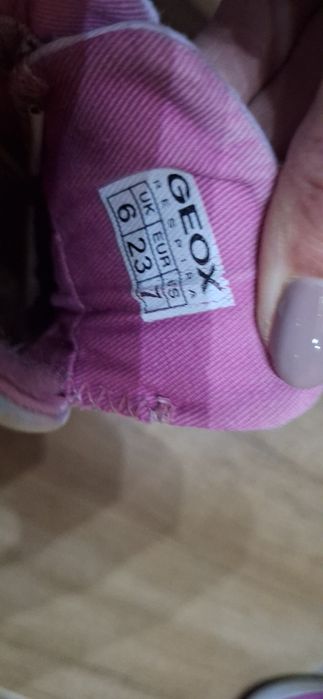 GEOX
RESPIRA
UK EUR US
6 23 7